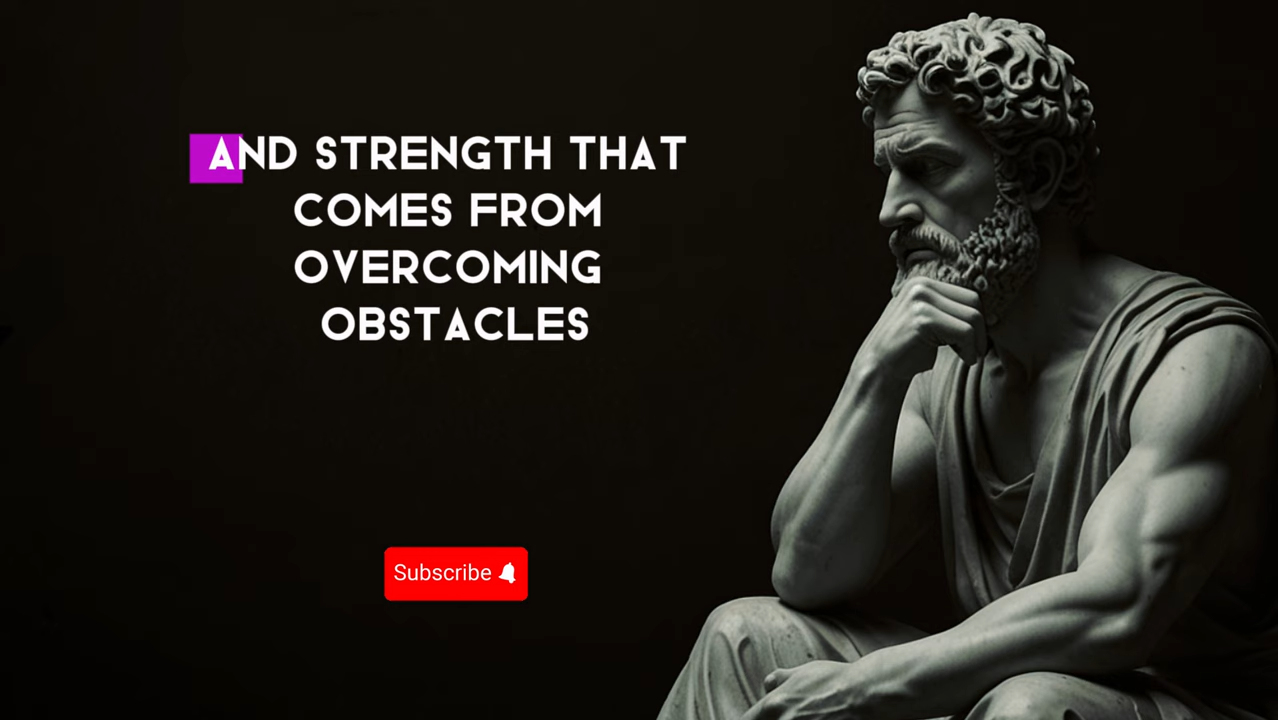 AND STRENGTH THAT
COMES FROM
OVERCOMING
OBSTACLES
Subscribe